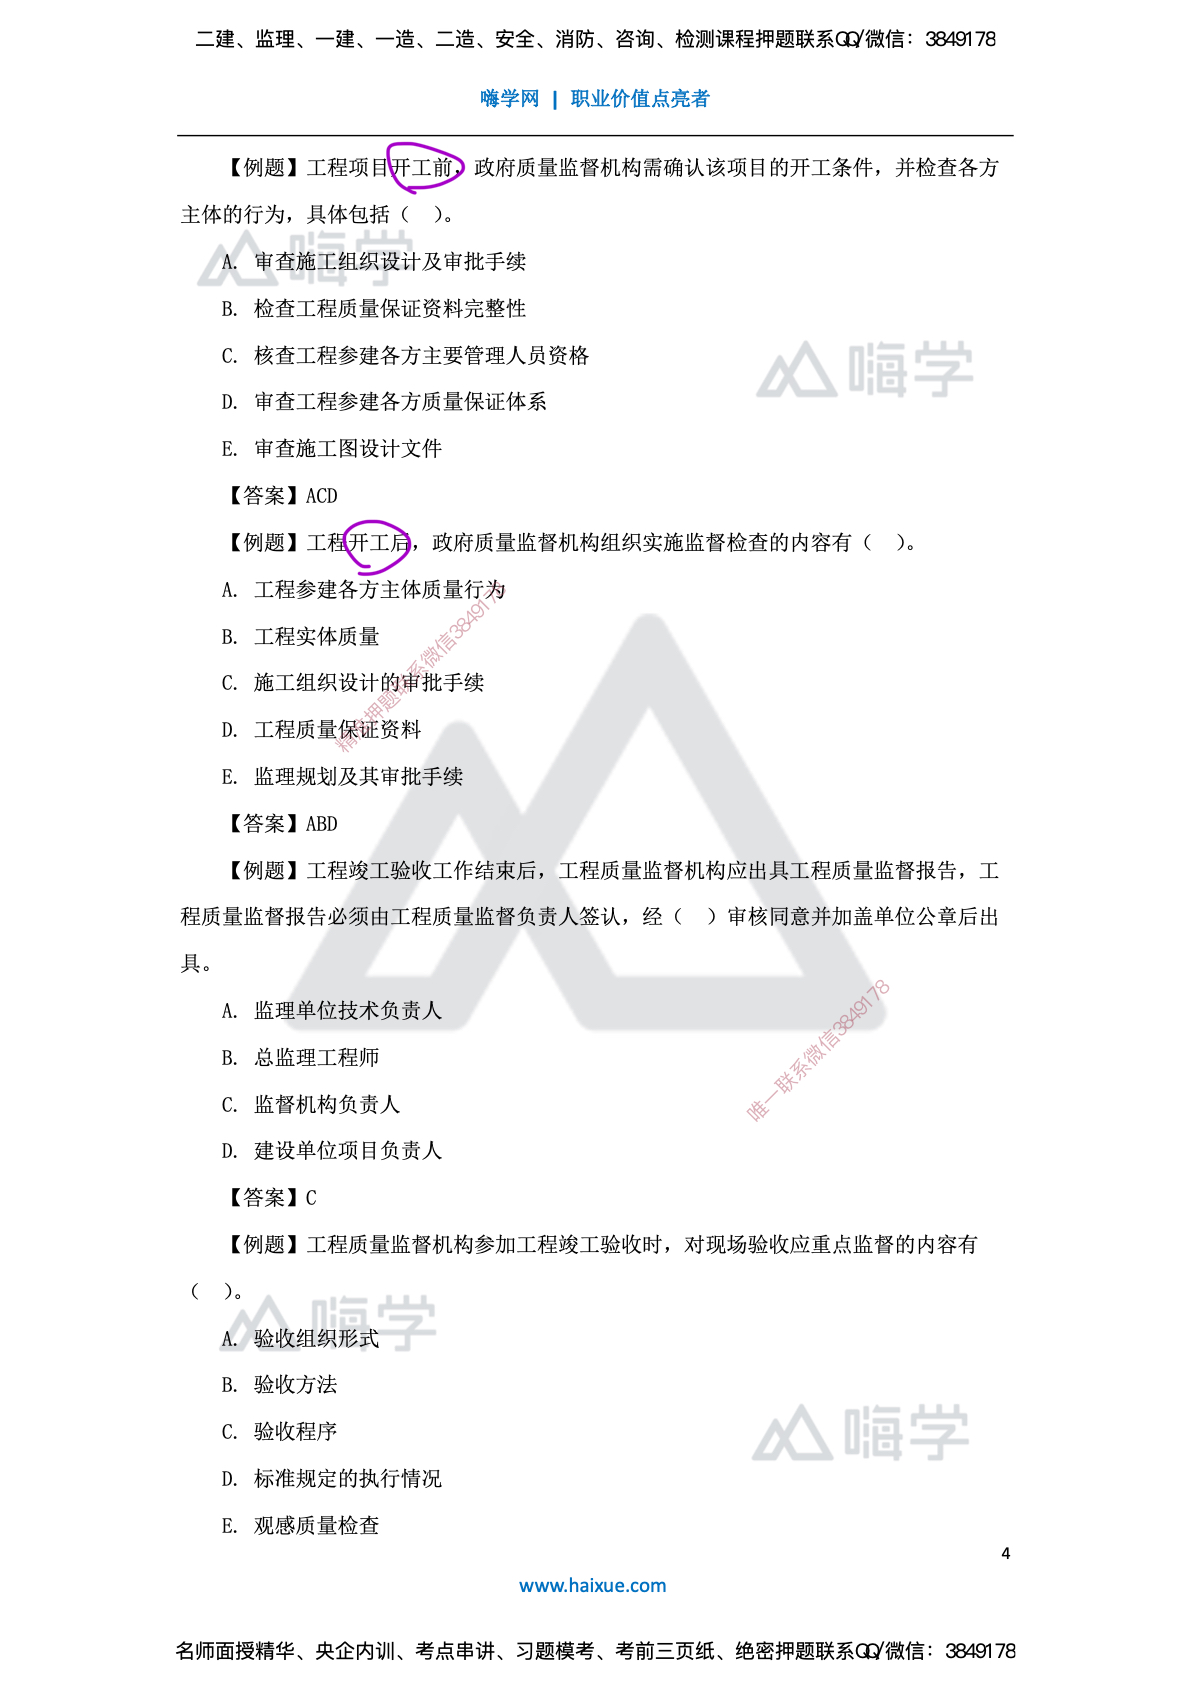 二建、监理、一建、一造、二造、安全、消防、咨询、检测课程押题联系QQ/微信：3849178
嗨学网 | 职业价值点亮者
【例题】工程项目开工前，政府质量监督机构需确认该项目的开工条件，并检查各方
主体的行为，具体包括（ ）。
嗨学
A. 审查施工组织设计及审批手续
B. 检查工程质量保证资料完整性
C. 核查工程参建各方主要管理人员资格
嗨学
D. 审查工程参建各方质量保证体系
E. 审查施工图设计文件
【答案】ACD
【例题】工程开工后，政府质量监督机构组织实施监督检查的内容有（ ）。
A. 工程参建各方主体质量行为
B. 工程实体质量
C. 施工组织设计的审批手续
精准押题联系微信3849178
D. 工程质量保证资料
E. 监理规划及其审批手续
【答案】ABD
【例题】工程竣工验收工作结束后，工程质量监督机构应出具工程质量监督报告，工
程质量监督报告必须由工程质量监督负责人签认，经（ ）审核同意并加盖单位公章后出
具。
A. 监理单位技术负责人
B. 总监理工程师
唯一联系微信3849178
C. 监督机构负责人
D. 建设单位项目负责人
【答案】C
【例题】工程质量监督机构参加工程竣工验收时，对现场验收应重点监督的内容有
（ ）。
嗨学
A. 验收组织形式
B. 验收方法
C. 验收程序
嗨学
D. 标准规定的执行情况
E. 观感质量检查
4
www.haixue.com
名师面授精华、央企内训、考点串讲、习题模考、考前三页纸、绝密押题联系QQ/微信：3849178